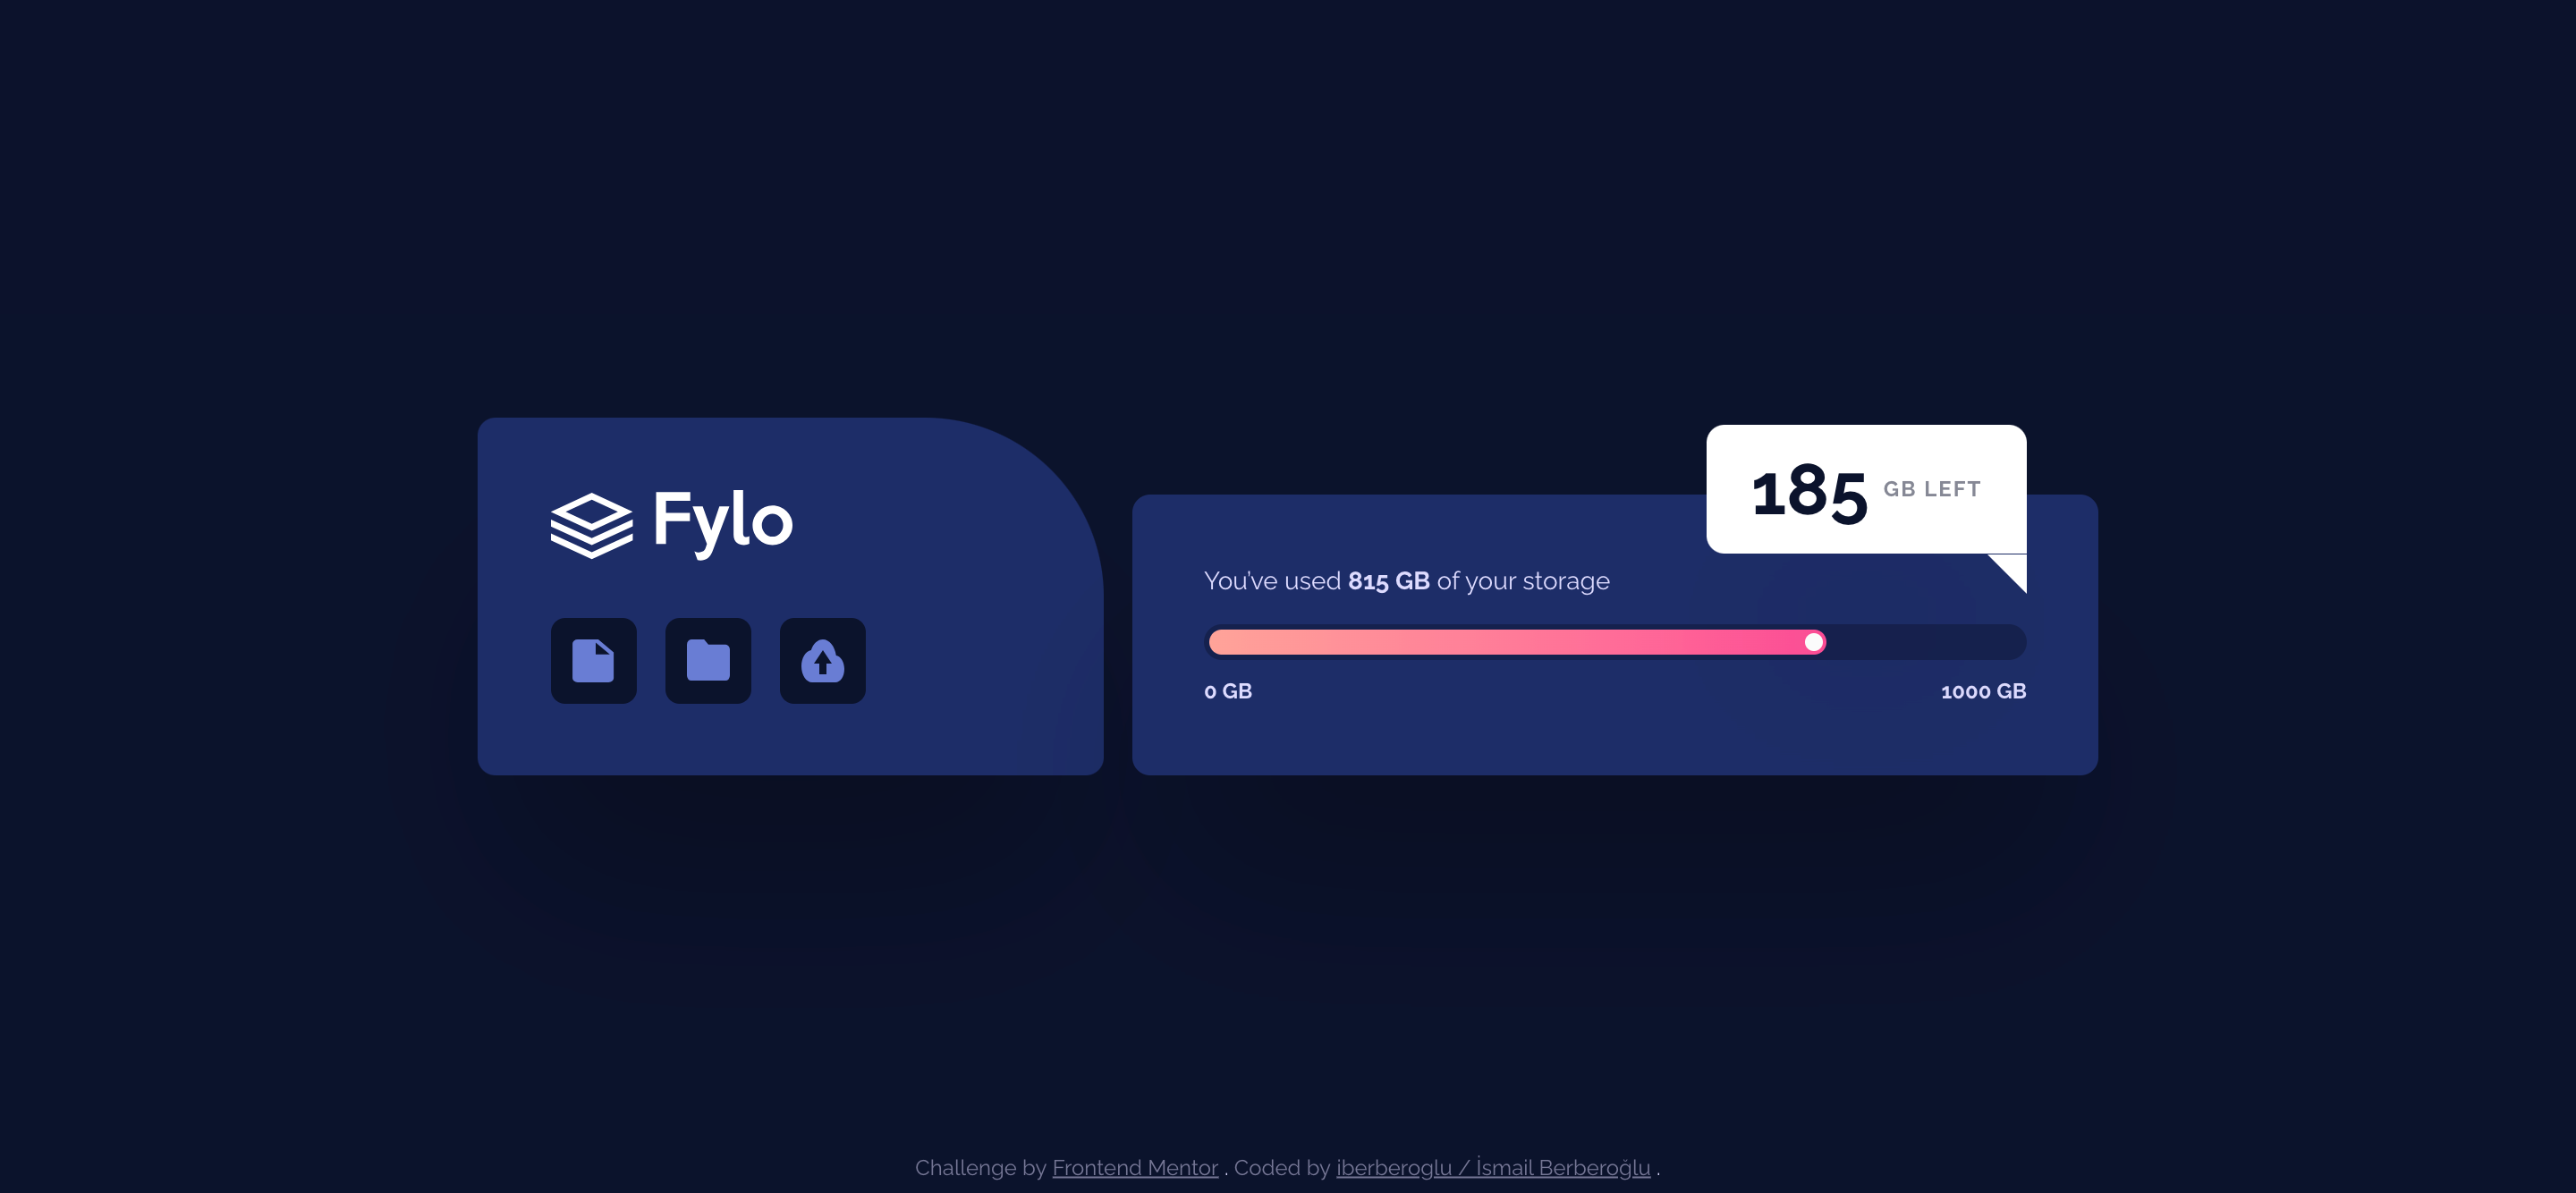 Fylo
185 GB LEFT
You've used 815 GB of your storage
0 GB 1000 GB
Challenge by Frontend Mentor . Coded by iberberoglu / İsmail Berberoğlu .